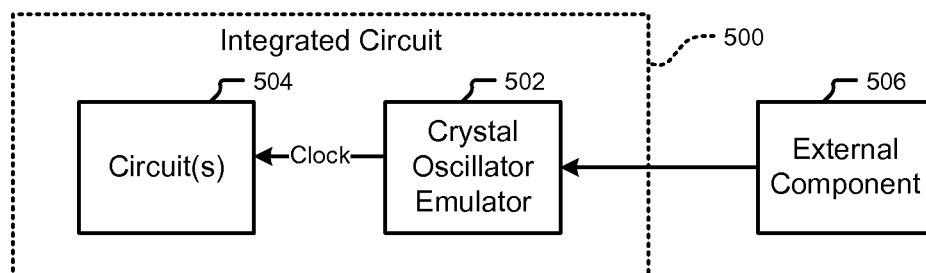 Integrated Circuit
500
504
502
506
Circuit(s)
Clock
Crystal
Oscillator
Emulator
External
Component